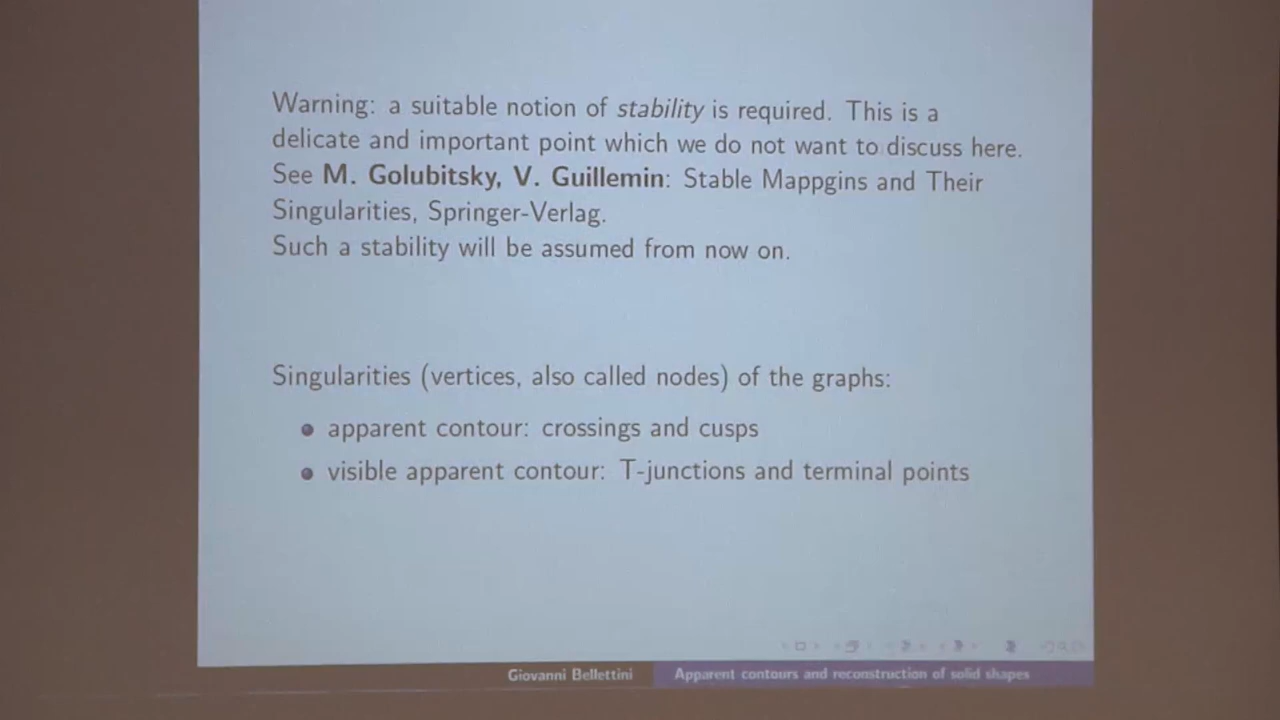 Warning: a suitable notion of stability is required. This is a
delicate and important point which we do not want to discuss here.
See M. Golubitsky, V. Guillemin: Stable Mappgins and Their
Singularities, Springer-Verlag.
Such a stability will be assumed from now on.
Singularities (vertices, also called nodes) of the graphs:
apparent contour: crossings and cusps
visible apparent contour: T-junctions and terminal points
Giovanni Bellettini Apparent contours and reconstruction of solid shapes